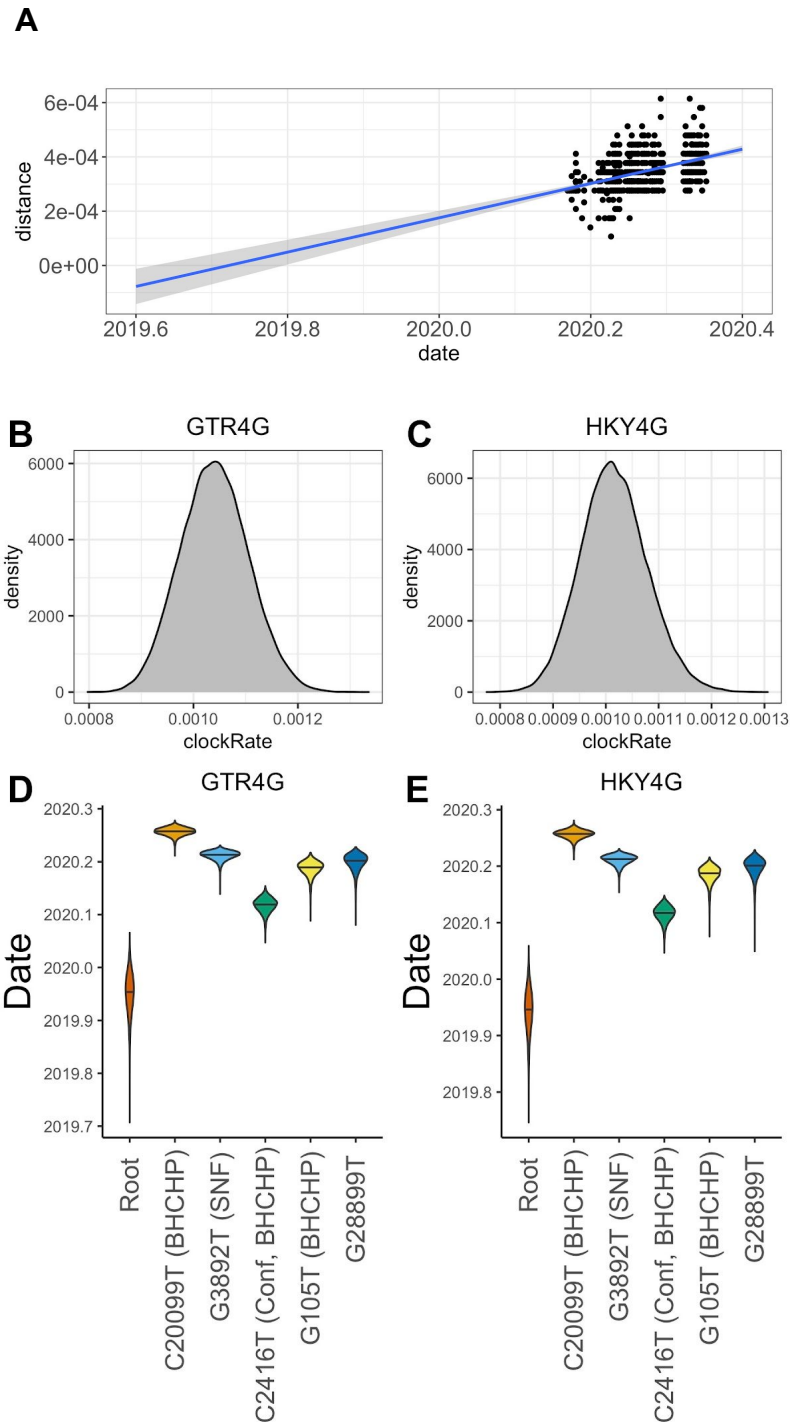 A
6e-04
4e-04
2e-04
0e+00
distance
2019.6 2019.8 2020.0 2020.2 2020.4
date
B GTR4G
6000
4000
2000
0
density
0.0008 0.0010 0.0012
clockRate
C HKY4G
6000
4000
2000
0
density
0.0008 0.0009 0.0010 0.0011 0.0012 0.0013
clockRate
D GTR4G
2020.3
2020.2
2020.1
2020.0
2019.9
2019.8
2019.7
Date
Root
C20099T (BHCHP)
G3892T (SNF)
C2416T (Conf, BHCHP)
G105T (BHCHP)
G28899T
E HKY4G
2020.3
2020.2
2020.1
2020.0
2019.9
2019.8
Date
Root
C20099T (BHCHP)
G3892T (SNF)
C2416T (Conf, BHCHP)
G105T (BHCHP)
G28899T